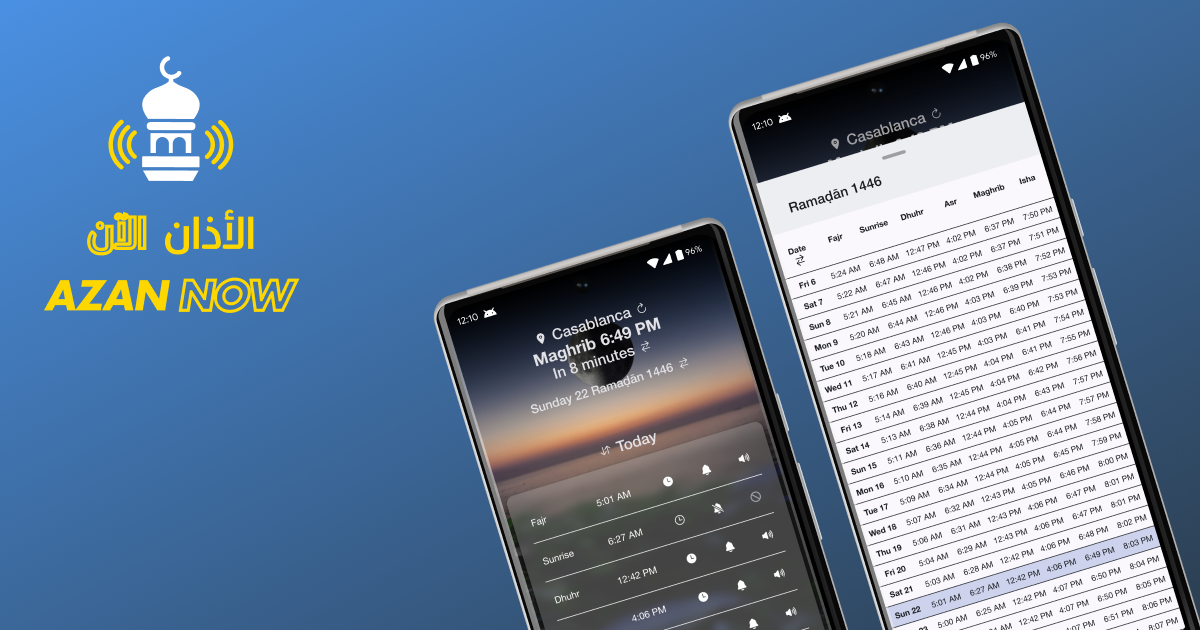 الأذان الآن
AZAN NOW
12:10 96%
Casablanca
Maghrib 6:49 PM
In 8 minutes
Sunday 22 Ramaḍān 1446
Today
Fajr 5:01 AM
Sunrise 6:27 AM
Dhuhr 12:42 PM
4:06 PM
12:10 96%
Casablanca
Ramaḍān 1446
Date Fajr Sunrise Dhuhr Asr Maghrib Isha
Fri 6 5:24 AM 6:48 AM 12:47 PM 4:02 PM 6:37 PM 7:50 PM
Sat 7 5:22 AM 6:47 AM 12:46 PM 4:02 PM 6:37 PM 7:51 PM
Sun 8 5:21 AM 6:45 AM 12:46 PM 4:02 PM 6:38 PM 7:52 PM
Mon 9 5:20 AM 6:44 AM 12:46 PM 4:03 PM 6:39 PM 7:53 PM
Tue 10 5:18 AM 6:43 AM 12:46 PM 4:03 PM 6:40 PM 7:53 PM
Wed 11 5:17 AM 6:41 AM 12:45 PM 4:03 PM 6:41 PM 7:54 PM
Thu 12 5:16 AM 6:40 AM 12:45 PM 4:04 PM 6:41 PM 7:55 PM
Fri 13 5:14 AM 6:39 AM 12:45 PM 4:04 PM 6:42 PM 7:56 PM
Sat 14 5:13 AM 6:38 AM 12:44 PM 4:04 PM 6:43 PM 7:57 PM
Sun 15 5:11 AM 6:36 AM 12:44 PM 4:05 PM 6:44 PM 7:57 PM
Mon 16 5:10 AM 6:35 AM 12:44 PM 4:05 PM 6:44 PM 7:58 PM
Tue 17 5:09 AM 6:34 AM 12:44 PM 4:05 PM 6:45 PM 7:59 PM
Wed 18 5:07 AM 6:32 AM 12:43 PM 4:05 PM 6:46 PM 8:00 PM
Thu 19 5:06 AM 6:31 AM 12:43 PM 4:06 PM 6:47 PM 8:01 PM
Fri 20 5:04 AM 6:29 AM 12:43 PM 4:06 PM 6:47 PM 8:01 PM
Sat 21 5:03 AM 6:28 AM 12:42 PM 4:06 PM 6:48 PM 8:02 PM
Sun 22 5:01 AM 6:27 AM 12:42 PM 4:06 PM 6:49 PM 8:03 PM
5:00 AM 6:25 AM 12:42 PM 4:07 PM 6:50 PM 8:04 PM
12:42 PM 4:07 PM 6:50 PM 8:05 PM
4:07 PM 6:51 PM 8:06 PM
8:07 PM